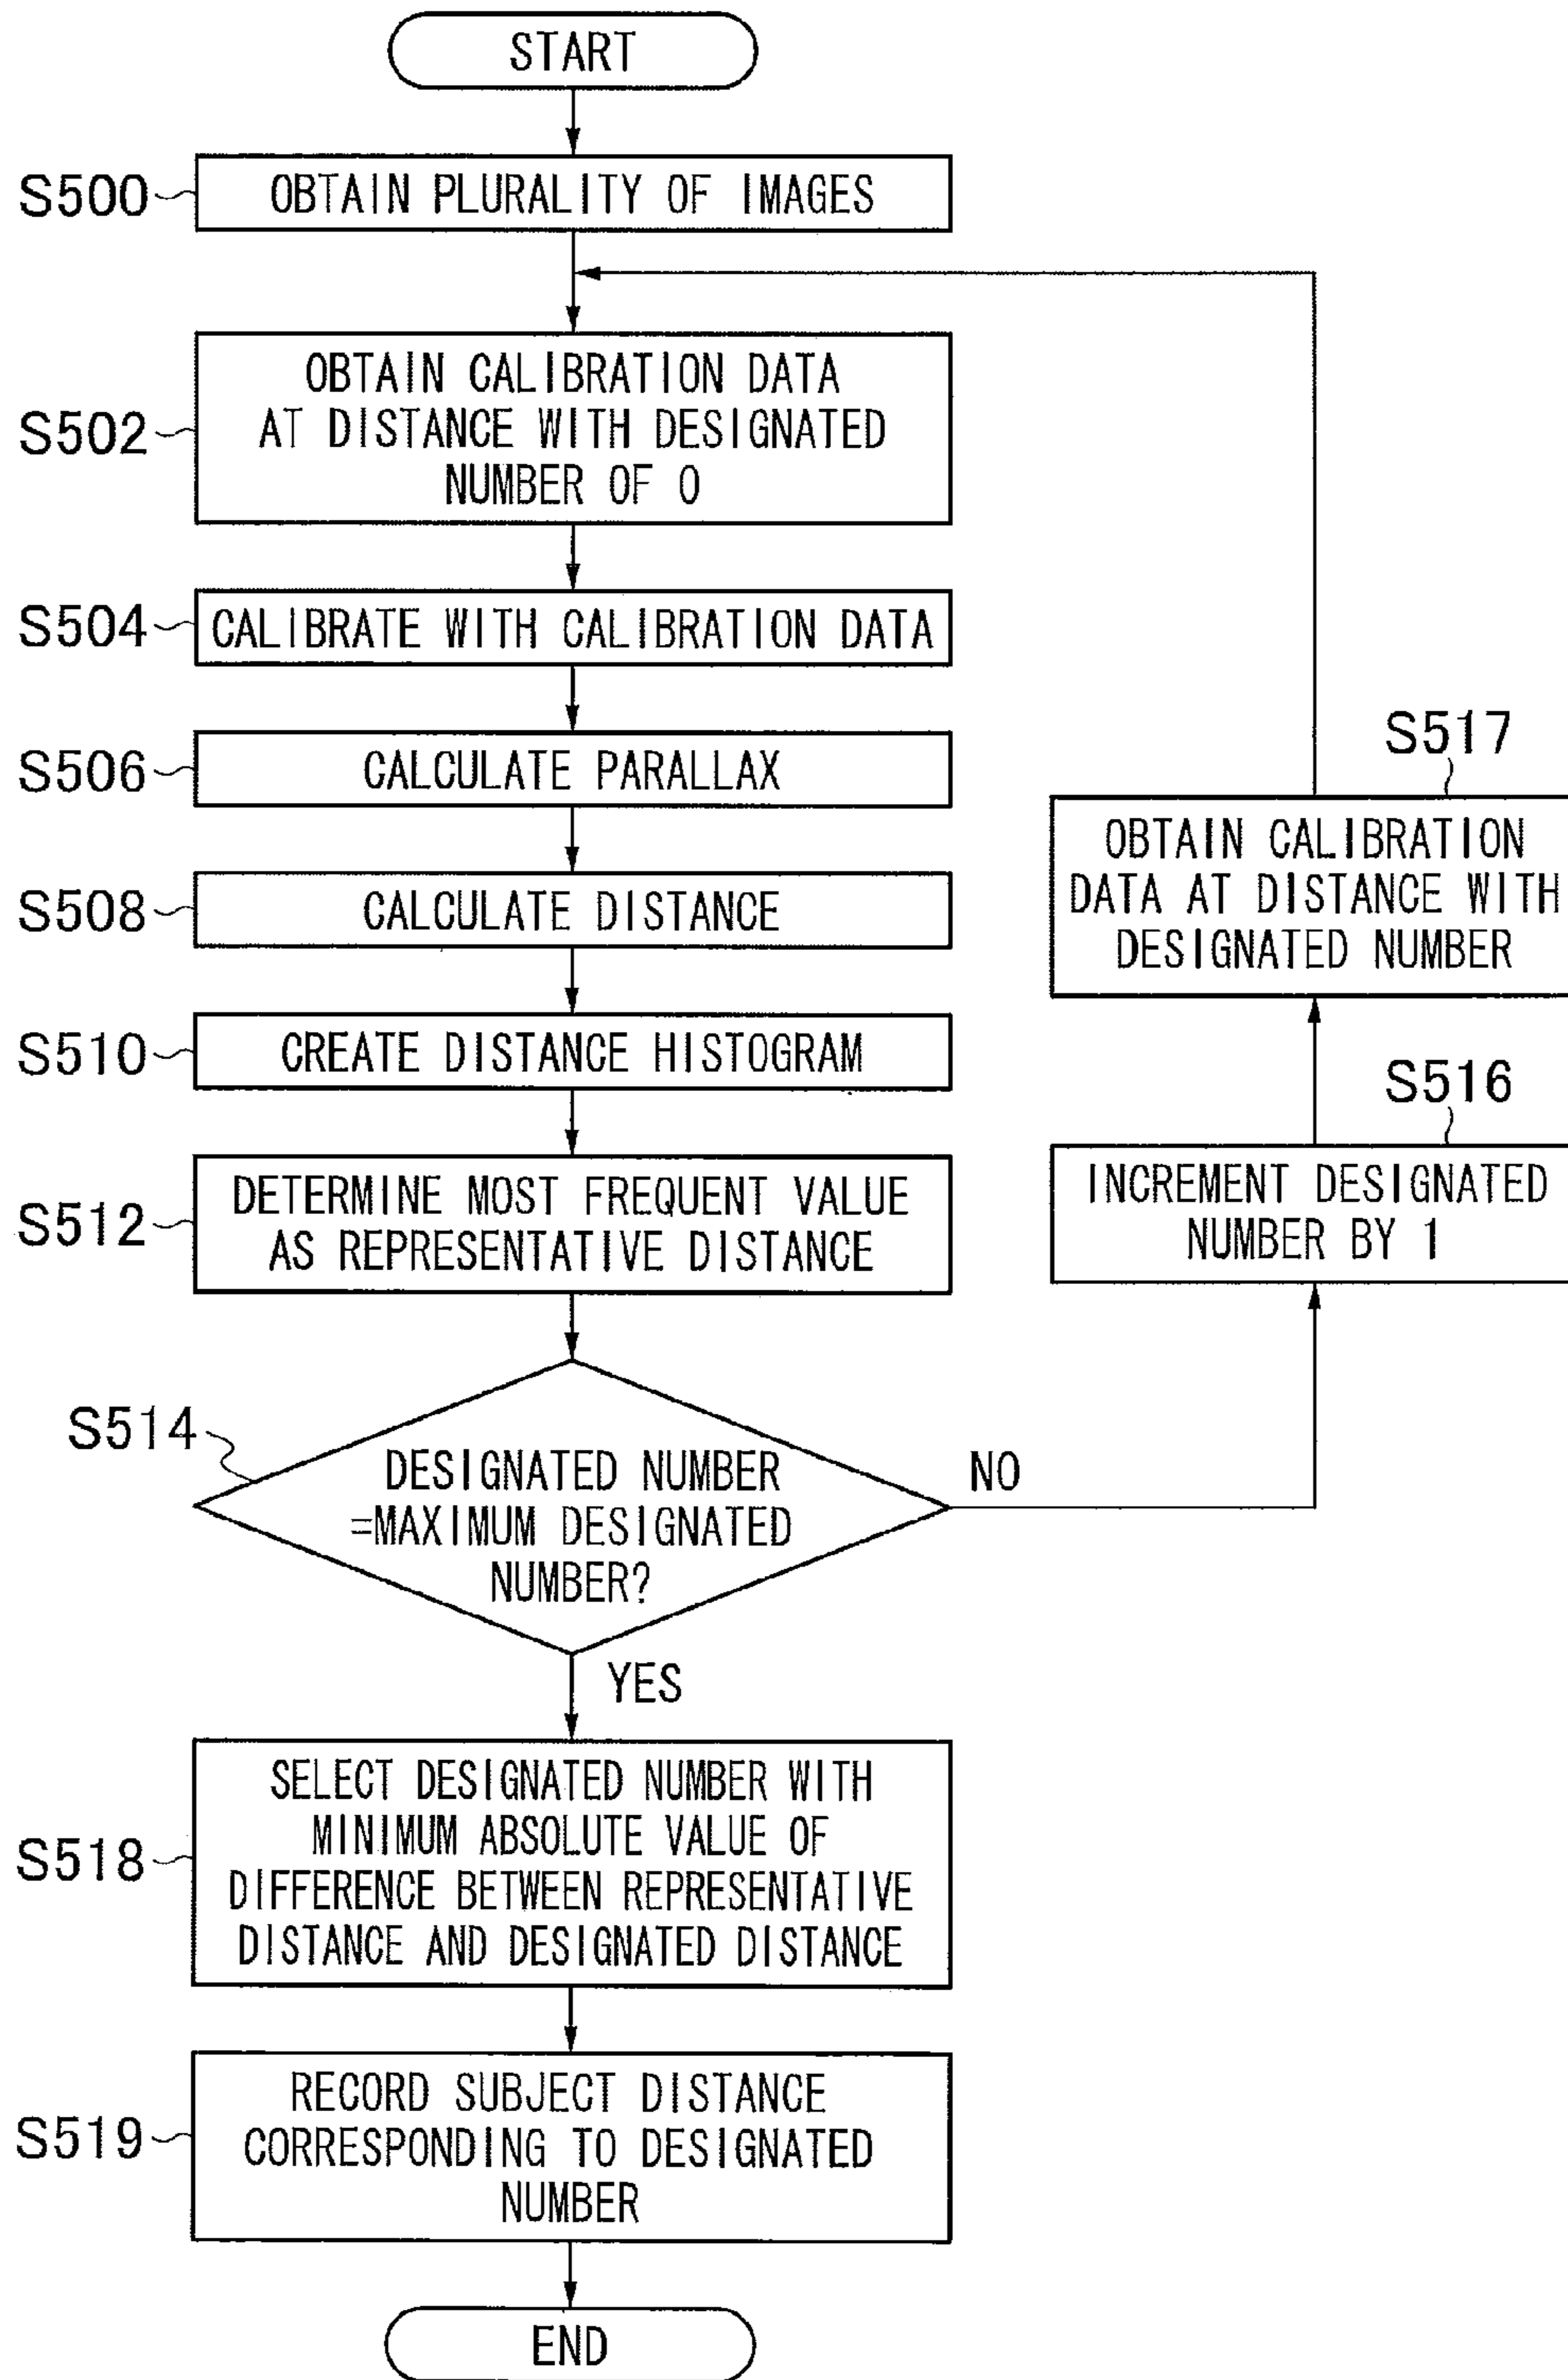 START
S500
OBTAIN PLURALITY OF IMAGES
S502
OBTAIN CALIBRATION DATA
AT DISTANCE WITH DESIGNATED
NUMBER OF 0
S504
CALIBRATE WITH CALIBRATION DATA
S506
CALCULATE PARALLAX
S508
CALCULATE DISTANCE
S510
CREATE DISTANCE HISTOGRAM
S512
DETERMINE MOST FREQUENT VALUE
AS REPRESENTATIVE DISTANCE
S514
DESIGNATED NUMBER
=MAXIMUM DESIGNATED
NUMBER?
NO
S516
INCREMENT DESIGNATED
NUMBER BY 1
S517
OBTAIN CALIBRATION
DATA AT DISTANCE WITH
DESIGNATED NUMBER
YES
S518
SELECT DESIGNATED NUMBER WITH
MINIMUM ABSOLUTE VALUE OF
DIFFERENCE BETWEEN REPRESENTATIVE
DISTANCE AND DESIGNATED DISTANCE
S519
RECORD SUBJECT DISTANCE
CORRESPONDING TO DESIGNATED
NUMBER
END